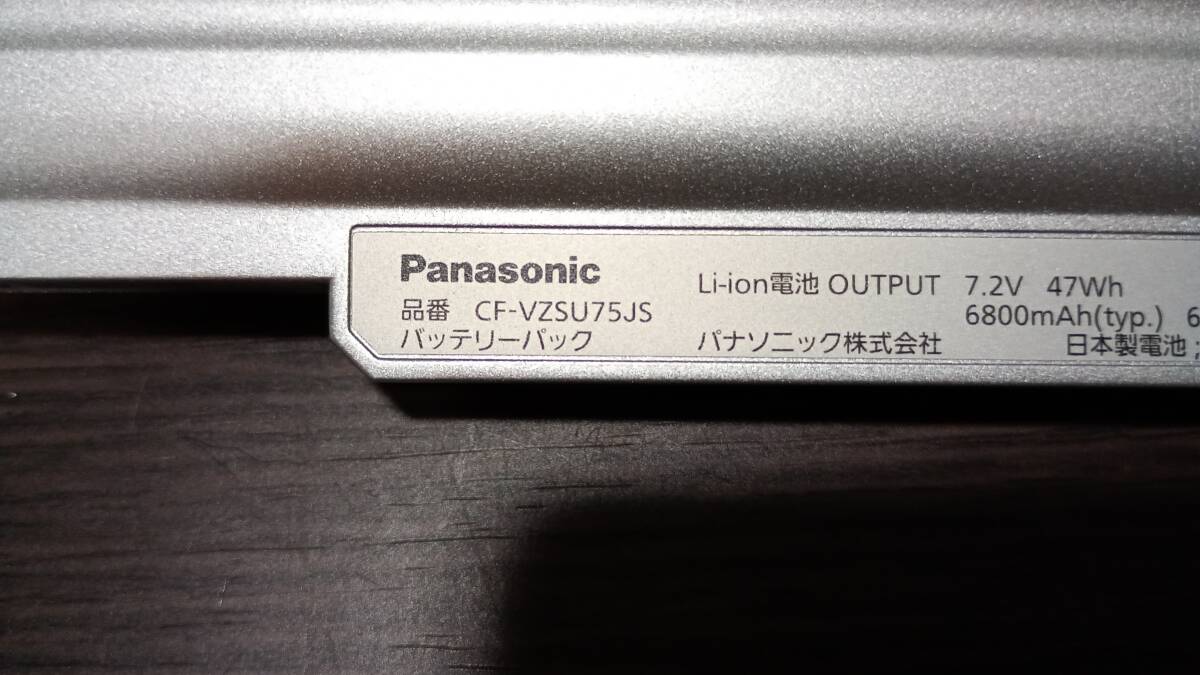 Panasonic
品番 CF-VZSU75JS
バッテリーパック
Li-ion電池 OUTPUT 7.2V 47Wh
6800mAh(typ.) 6
パナソニック株式会社 日本製電池;